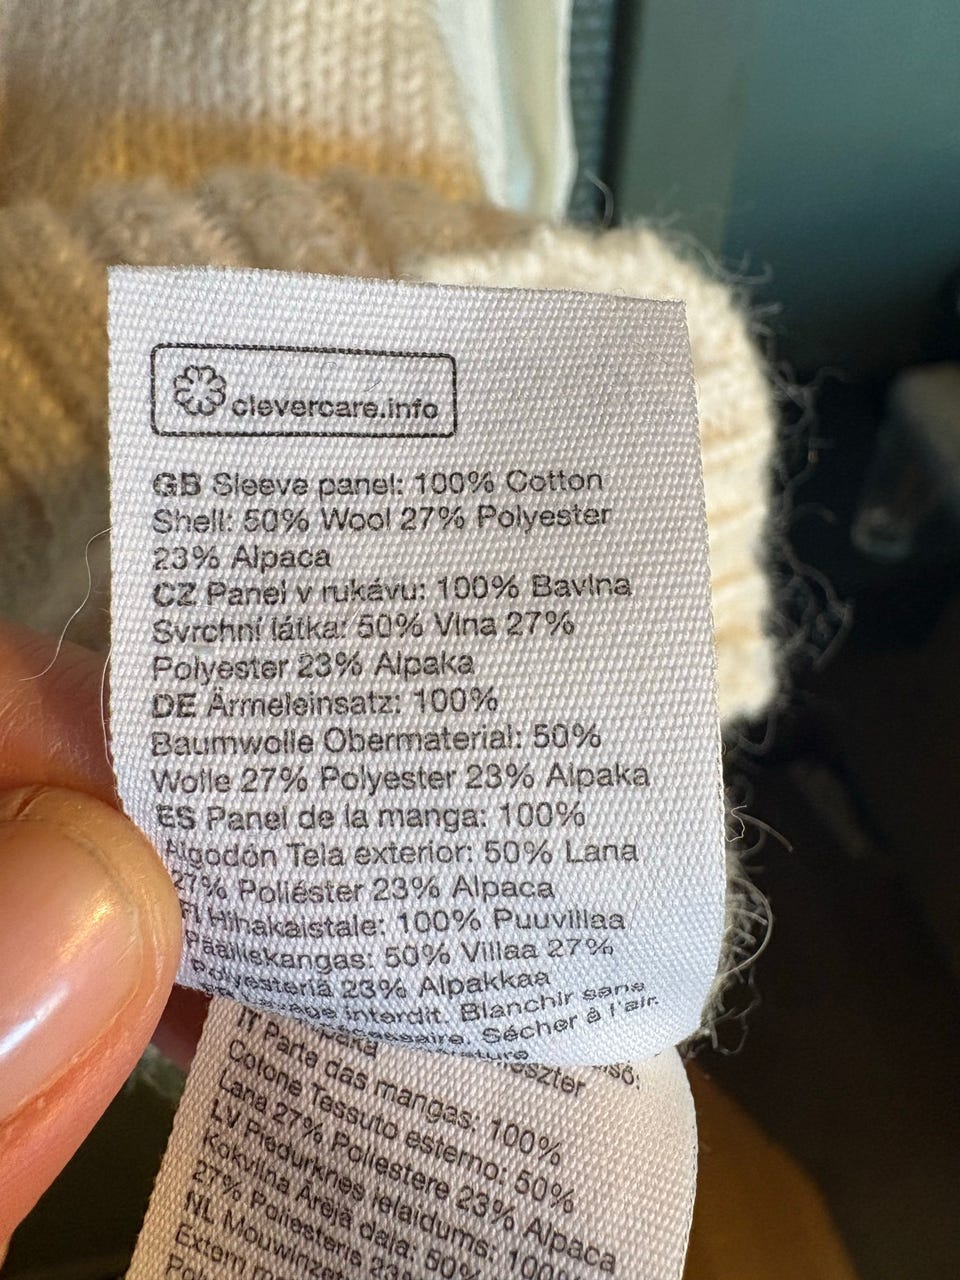 clevercare.info
GB Sleeve panel: 100% Cotton
Shell: 50% Wool 27% Polyester
23% Alpaca
CZ Panel v rukávu: 100% Bavlna
Svrchní látka: 50% Vlna 27%
Polyester 23% Alpaka
DE Ärmeleinsatz: 100%
Baumwolle Obermaterial: 50%
Wolle 27% Polyester 23% Alpaka
ES Panel de la manga: 100%
Algodón Tela exterior: 50% Lana
27% Poliéster 23% Alpaca
FI Hihakaistale: 100% Puuvillaa
Päälliskangas: 50% Villaa 27%
Polyesteriä 23% Alpakkaa
interdit. Blanchir sans
Sécher à l'air.
IT Parte das mangas: 100%
Cotone Tessuto esterno: 50%
Lana 27% Poliestere 23% Alpaca
LV Piedurknes ielaidums: 100%
Kokvilna Ārējā daļa: 50%
27% Poliesteris 23%
NL
Extern